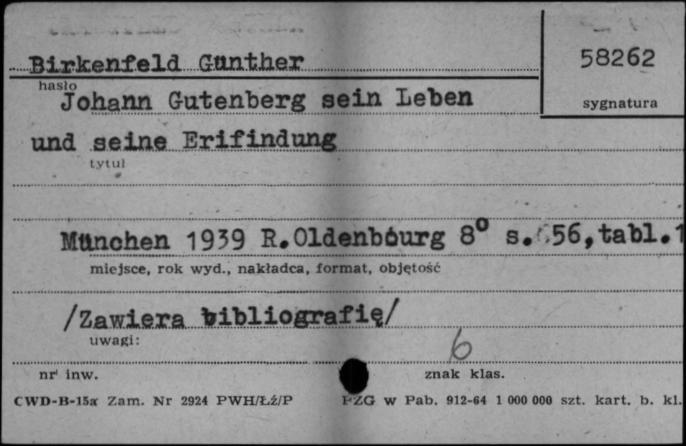 Birkenfeld Günther
58262
hasło
Johann Gutenberg sein Leben
sygnatura
und seine Erifindung
tytuł
München 1939 R.Oldenbóurg 8° s. 56,tabl.1
miejsce, rok wyd., nakładca, format, objętość
/Zawiera bibliografię/
uwagi:
6
nr inw.
znak klas.
CWD-B-15a Zam. Nr 2924 PWH/Łź/P
PZG w Pab. 912-64 1 000 000 szt. kart. b. kl.